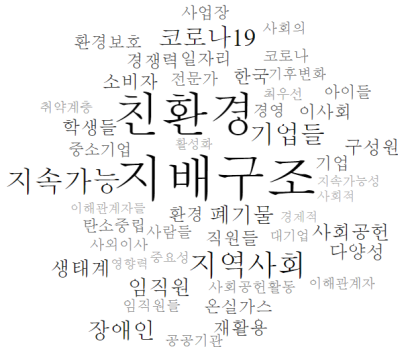 사업장
환경보호 코로나19 사회의
경쟁력 일자리 코로나
소비자 전문가 한국 기후변화
취약계층 친환경 최우선 아이들
학생들 경영 이사회
중소기업 활성화 기업들 구성원
지속가능 지배구조 기업
지속가능성
사회적
이해관계자들 환경 폐기물 경제적
탄소중립 사람들 직원들 대기업 사회공헌
사외이사 다양성
생태계 영향력 중요성 지역사회
임직원 사회공헌활동 이해관계자
임직원들 온실가스
장애인 재활용
공공기관